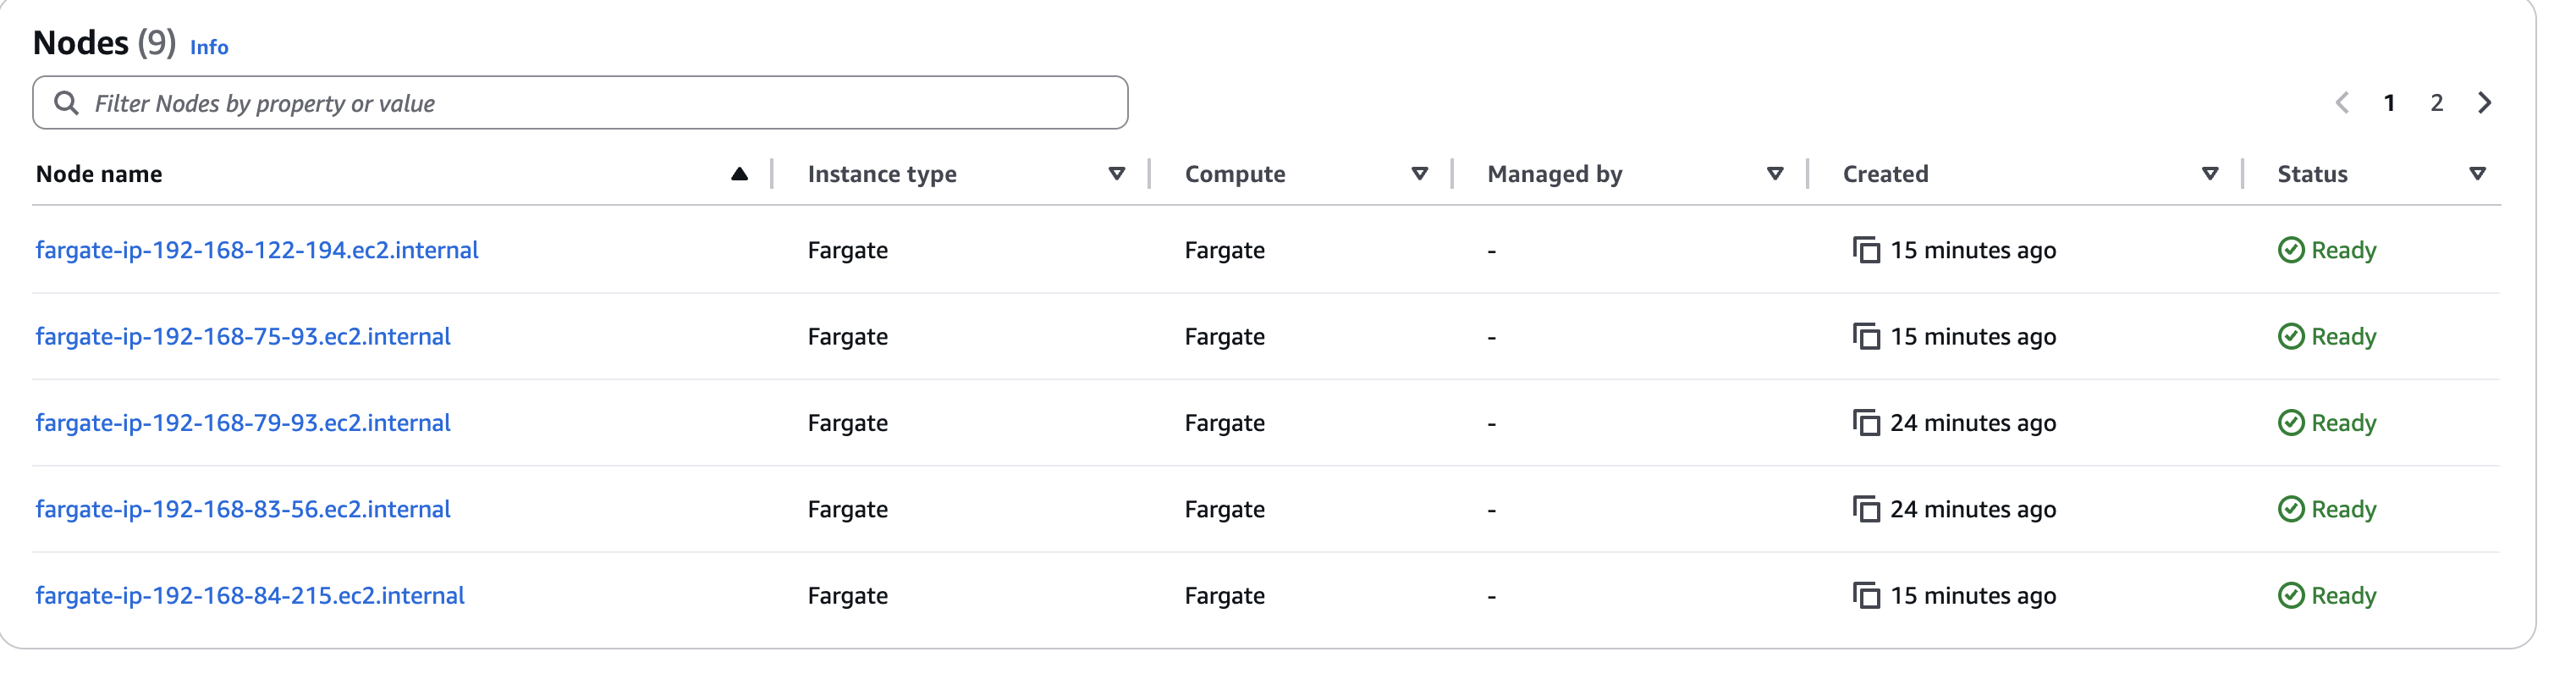 Nodes (9) Info
Filter Nodes by property or value
1 2
Node name Instance type Compute Managed by Created Status
fargate-ip-192-168-122-194.ec2.internal Fargate Fargate - 15 minutes ago Ready
fargate-ip-192-168-75-93.ec2.internal Fargate Fargate - 15 minutes ago Ready
fargate-ip-192-168-79-93.ec2.internal Fargate Fargate - 24 minutes ago Ready
fargate-ip-192-168-83-56.ec2.internal Fargate Fargate - 24 minutes ago Ready
fargate-ip-192-168-84-215.ec2.internal Fargate Fargate - 15 minutes ago Ready